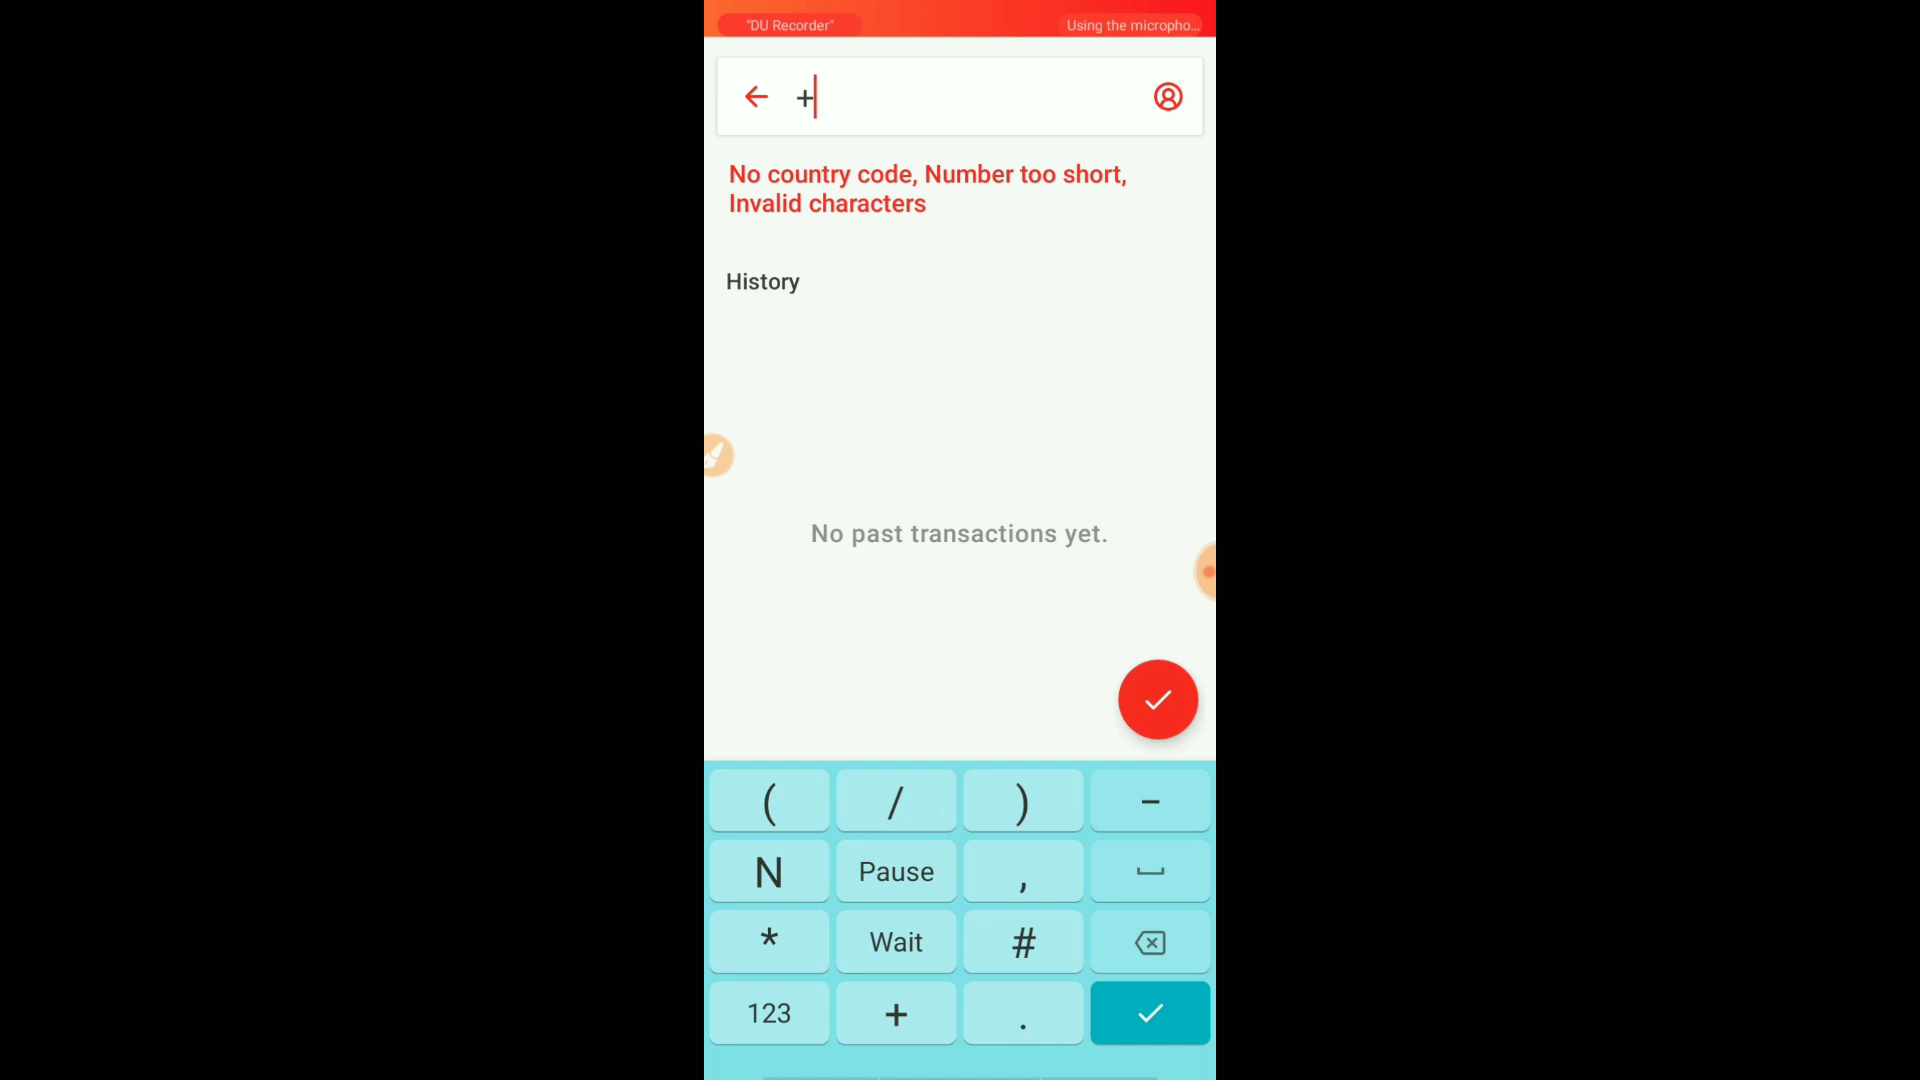 "DU Recorder" Using the micropho...
+
No country code, Number too short,
Invalid characters
History
No past transactions yet.
( / ) -
N Pause ,
* Wait #
123 + .